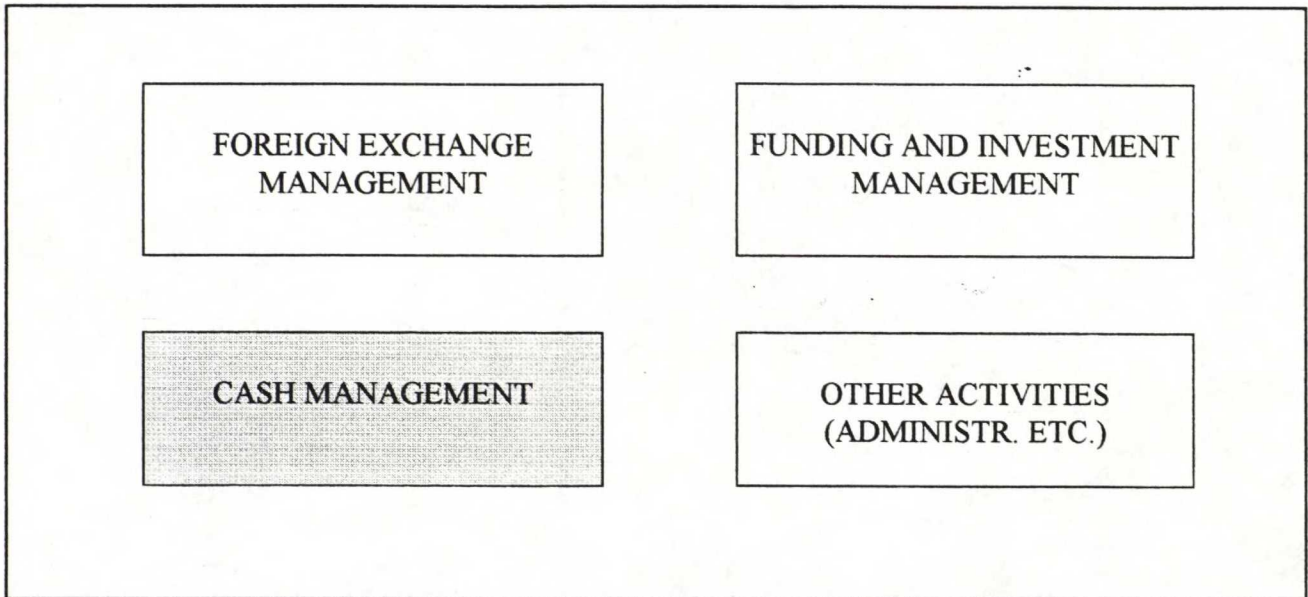 FOREIGN EXCHANGE
MANAGEMENT
FUNDING AND INVESTMENT
MANAGEMENT
CASH MANAGEMENT
OTHER ACTIVITIES
(ADMINISTR. ETC.)